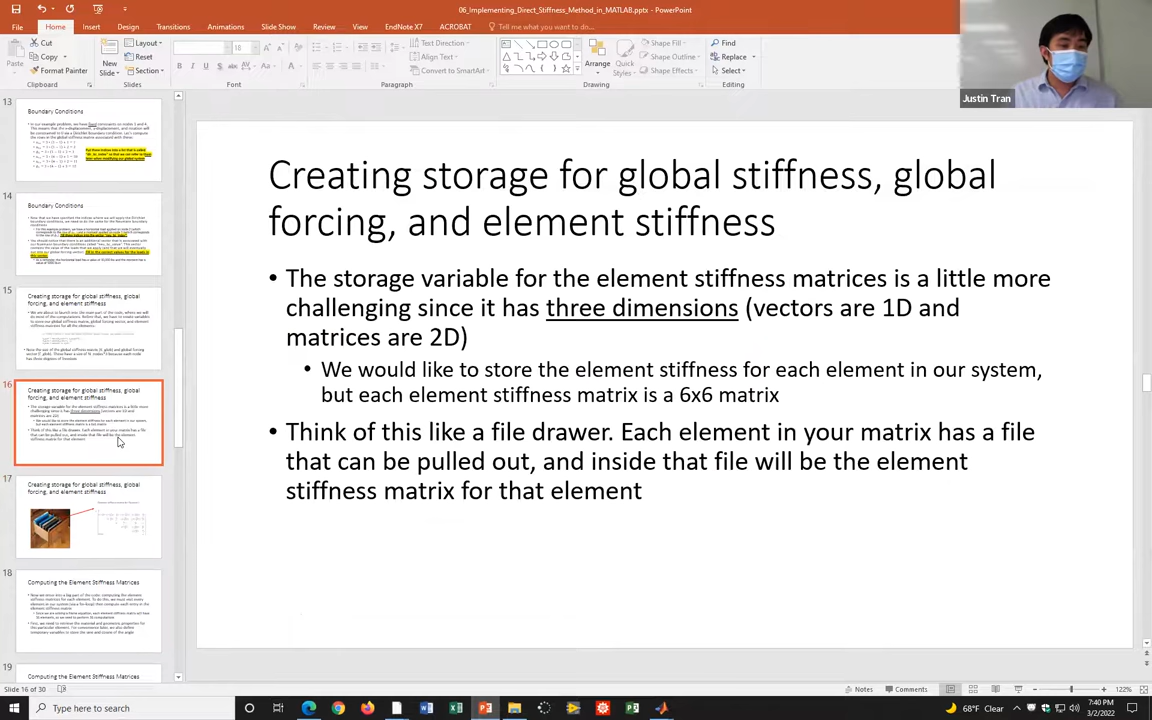 06_Implementing_Direct_Stiffness_Method_in_MATLAB.pptx - PowerPoint
File Home Insert Design Transitions Animations Slide Show Review View EndNote X7 ACROBAT Tell me what you want to do...
Cut
Copy
Format Painter
Paste
Clipboard
New
Slide
Layout
Reset
Section
Slides
18
Font
Text Direction
Align Text
Convert to SmartArt
Paragraph
Arrange
Quick
Styles
Shape Fill
Shape Outline
Shape Effects
Drawing
Find
Replace
Select
Editing
Justin Tran
13
Boundary Conditions
14
Boundary Conditions
15
Creating storage for global stiffness, global
forcing, and element stiffness
16
Creating storage for global stiffness, global
forcing, and element stiffness
17
Creating storage for global stiffness, global
forcing, and element stiffness
18
Computing the Element Stiffness Matrices
19
Computing the Element Stiffness Matrices
Creating storage for global stiffness, global
forcing, and element stiffness
• The storage variable for the element stiffness matrices is a little more
challenging since it has three dimensions (vectors are 1D and
matrices are 2D)
• We would like to store the element stiffness for each element in our system,
but each element stiffness matrix is a 6x6 matrix
• Think of this like a file drawer. Each element in your matrix has a file
that can be pulled out, and inside that file will be the element
stiffness matrix for that element
Slide 16 of 30
Notes
Comments
122%
Type here to search
68°F Clear
7:40 PM
3/2/2022